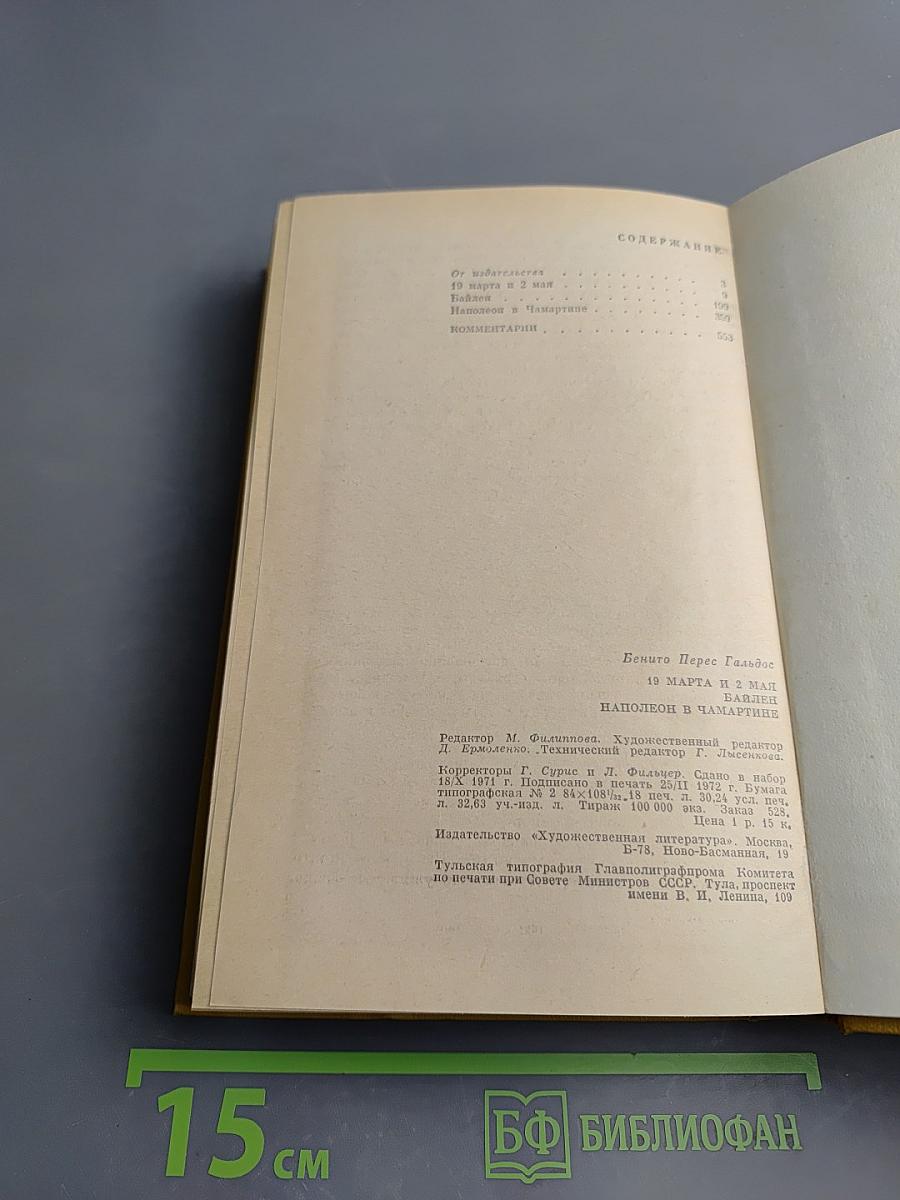 СОДЕРЖАНИЕ
От издательства . . . . . . . . . . 3
19 марта и 2 мая . . . . . . . . . . 9
Байлен . . . . . . . . . . . . . 199
Наполеон в Чамартине . . . . . . . . 359
КОММЕНТАРИИ . . . . . . . . . . . 553
Бенито Перес Гальдос
19 МАРТА И 2 МАЯ
БАЙЛЕН
НАПОЛЕОН В ЧАМАРТИНЕ
Редактор М. Филиппова. Художественный редактор
Д. Ермоленко. Технический редактор Г. Лысенкова.
Корректоры Г. Сурис и Л. Фильцер. Сдано в набор
18/X 1971 г. Подписано в печать 25/II 1972 г. Бумага
типографская № 2 84×108¹/₃₂. 18 печ. л. 30,24 усл. печ.
л. 32,63 уч.-изд. л. Тираж 100 000 экз. Заказ 528.
Цена 1 р. 15 к.
Издательство «Художественная литература». Москва,
Б-78, Ново-Басманная, 19
Тульская типография Главполиграфпрома Комитета
по печати при Совете Министров СССР. Тула, проспект
имени В. И. Ленина, 109
15 см
БФ БИБЛИОФАН